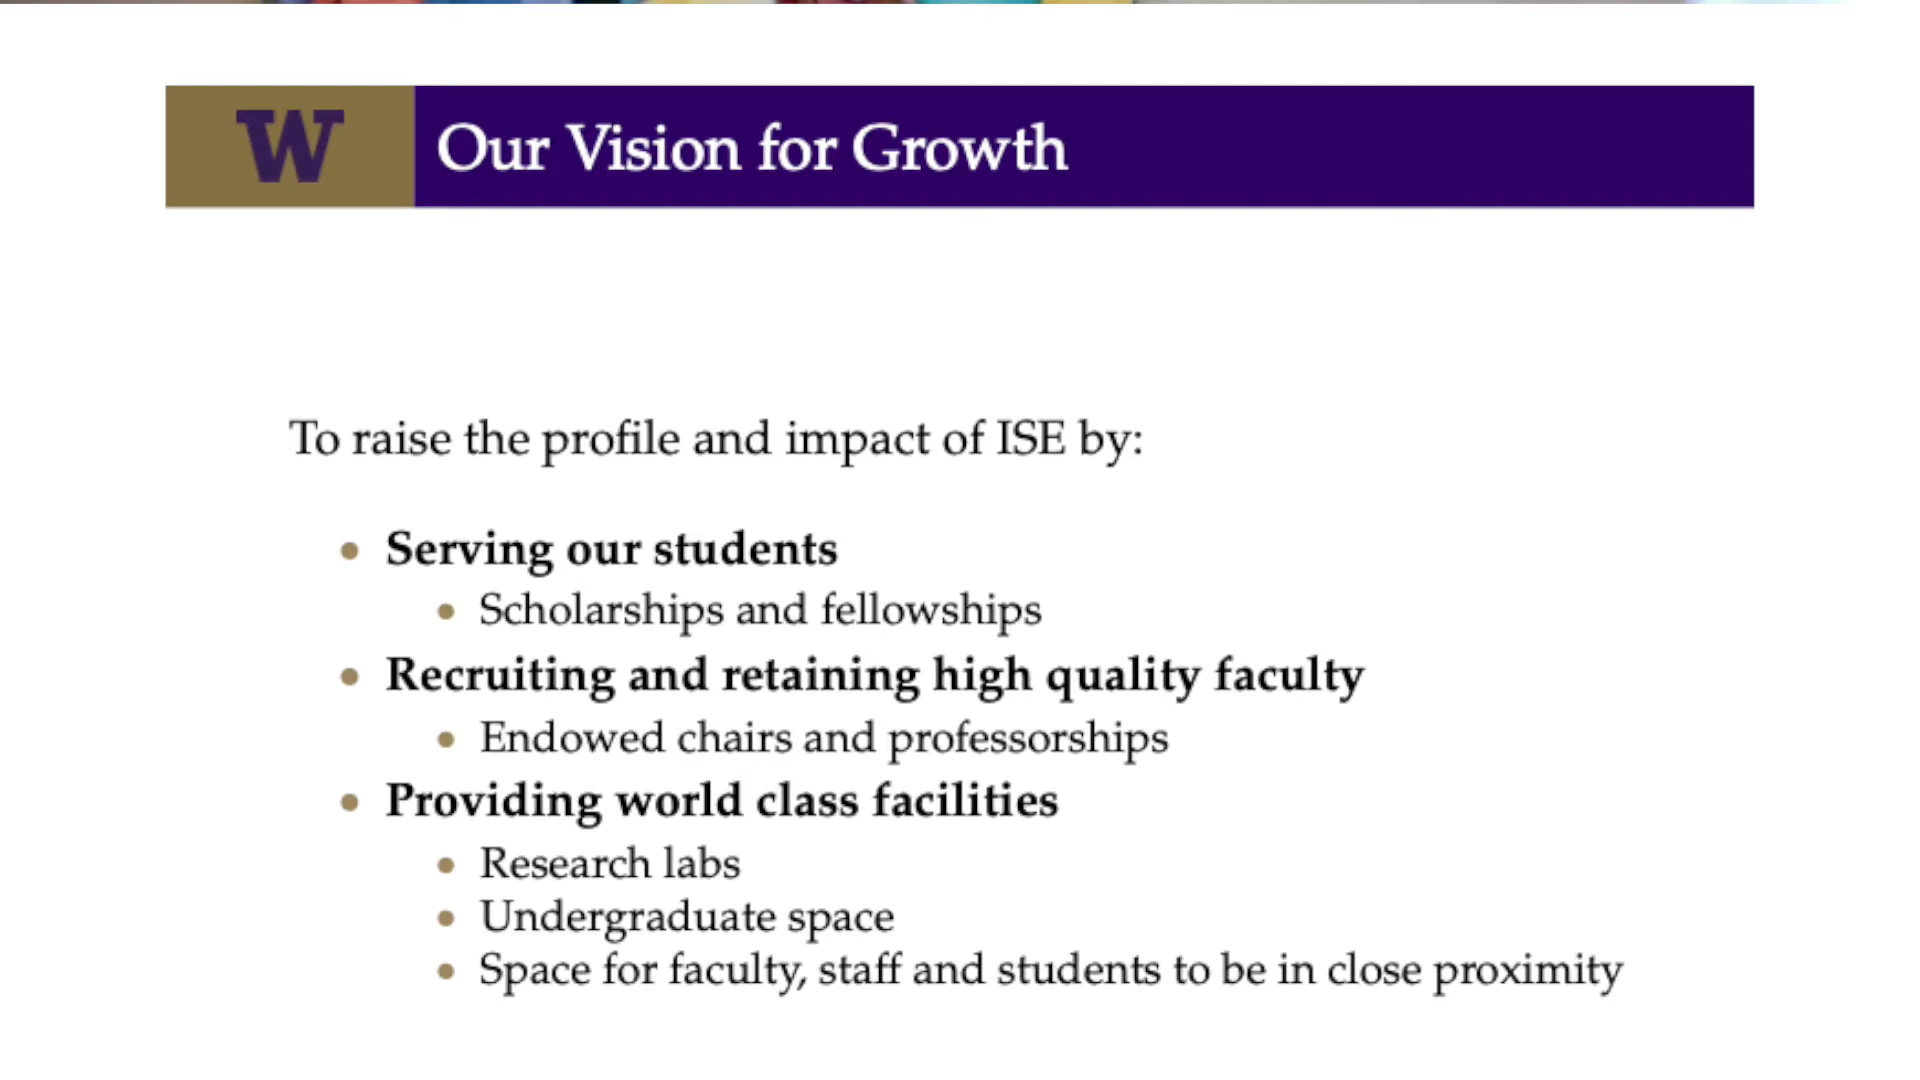 W
Our Vision for Growth
To raise the profile and impact of ISE by:
Serving our students
Scholarships and fellowships
Recruiting and retaining high quality faculty
Endowed chairs and professorships
Providing world class facilities
Research labs
Undergraduate space
Space for faculty, staff and students to be in close proximity